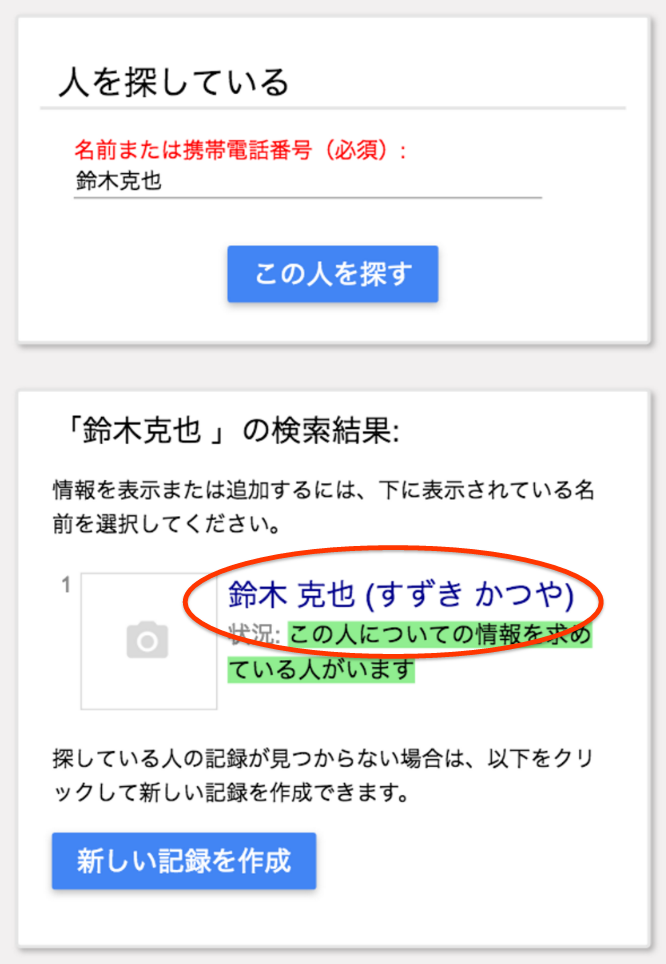 人を探している
名前または携帯電話番号（必須）:
鈴木克也
この人を探す
「鈴木克也 」の検索結果:
情報を表示または追加するには、下に表示されている名
前を選択してください。
1
鈴木 克也 (すずき かつや)
状況: この人についての情報を求め
ている人がいます
探している人の記録が見つからない場合は、以下をクリ
ックして新しい記録を作成できます。
新しい記録を作成